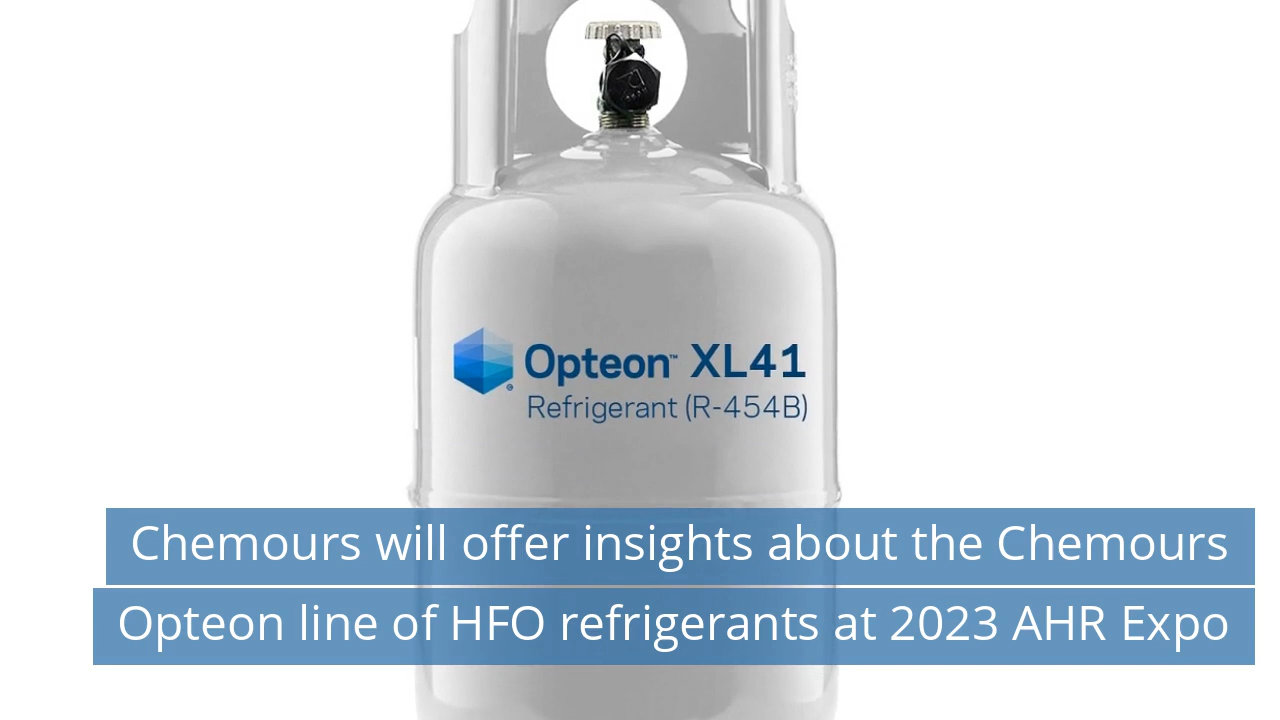 Opteon™ XL41
Refrigerant (R-454B)
Chemours will offer insights about the Chemours
Opteon line of HFO refrigerants at 2023 AHR Expo